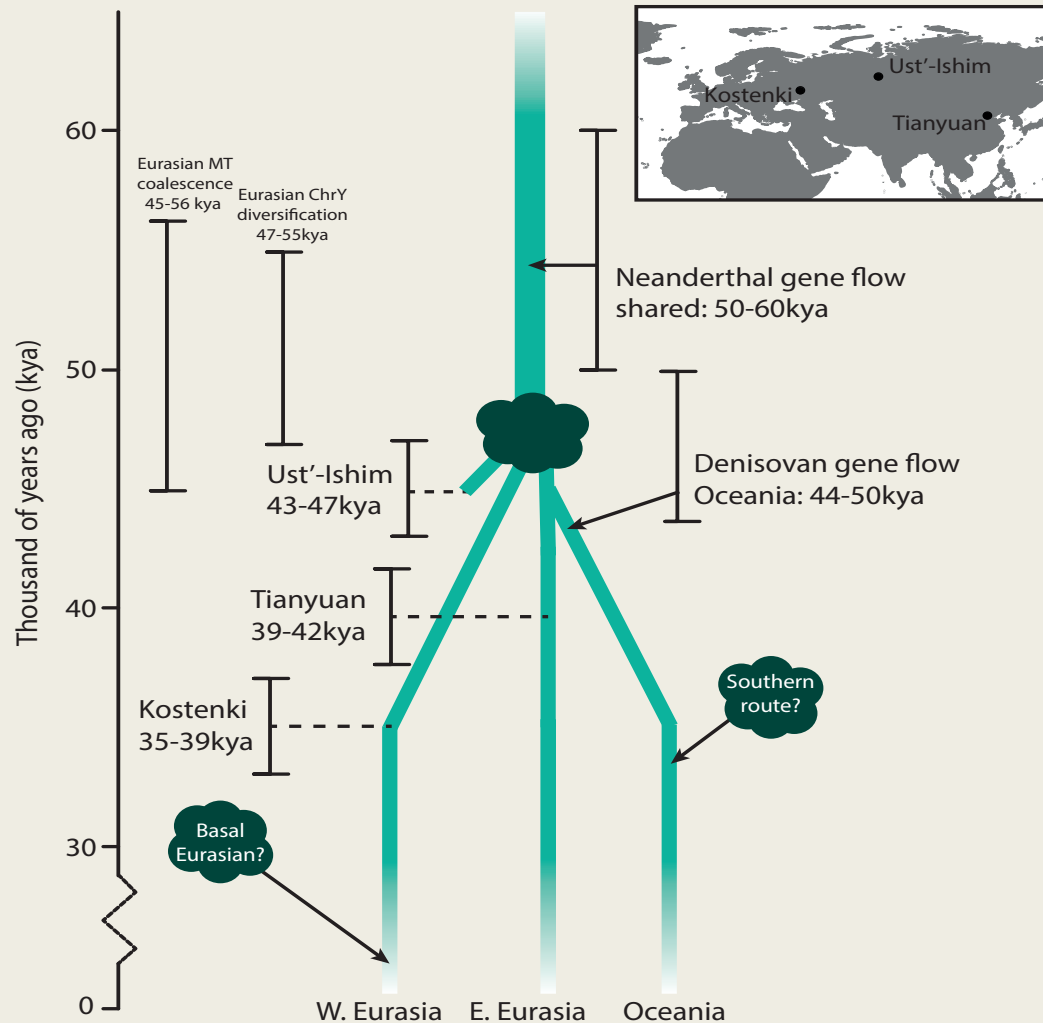 Ust'-Ishim
Kostenki
Tianyuan
60
Eurasian MT
coalescence
45-56 kya
Eurasian ChrY
diversification
47-55kya
Neanderthal gene flow
shared: 50-60kya
50
Thousand of years ago (kya)
Ust'-Ishim
43-47kya
Denisovan gene flow
Oceania: 44-50kya
40
Tianyuan
39-42kya
Southern
route?
Kostenki
35-39kya
30
Basal
Eurasian?
0
W. Eurasia
E. Eurasia
Oceania